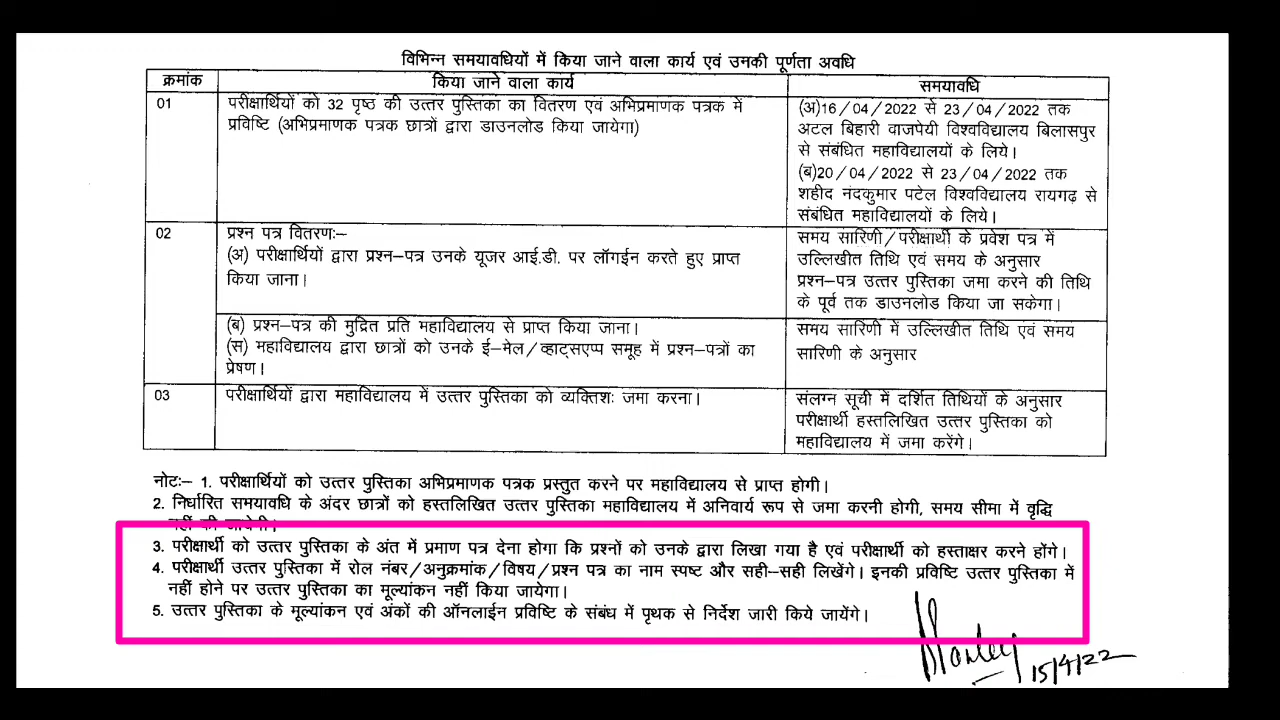 विभिन्न समयावधियों में किया जाने वाला कार्य एवं उनकी पूर्णता अवधि
क्रमांक किया जाने वाला कार्य समयावधि
01 परीक्षार्थियों को 32 पृष्ठ की उत्तर पुस्तिका का वितरण एवं अभिप्रमाणक पत्रक में
प्रविष्टि (अभिप्रमाणक पत्रक छात्रों द्वारा डाउनलोड किया जायेगा)
(अ)16/04/2022 से 23/04/2022 तक
अटल बिहारी वाजपेयी विश्वविद्यालय बिलासपुर
से संबंधित महाविद्यालयों के लिये।
(ब)20/04/2022 से 23/04/2022 तक
शहीद नंदकुमार पटेल विश्वविद्यालय रायगढ़ से
संबंधित महाविद्यालयों के लिये।
02 प्रश्न पत्र वितरणः–
(अ) परीक्षार्थियों द्वारा प्रश्न–पत्र उनके यूजर आई.डी. पर लॉगईन करते हुए प्राप्त
किया जाना।
समय सारिणी/परीक्षार्थी के प्रवेश पत्र में
उल्लिखीत तिथि एवं समय के अनुसार
प्रश्न–पत्र उत्तर पुस्तिका जमा करने की तिथि
के पूर्व तक डाउनलोड किया जा सकेगा।
(ब) प्रश्न–पत्र की मुद्रित प्रति महाविद्यालय से प्राप्त किया जाना।
(स) महाविद्यालय द्वारा छात्रों को उनके ई–मेल/व्हाट्सएप्प समूह में प्रश्न–पत्रों का
प्रेषण।
समय सारिणी में उल्लिखीत तिथि एवं समय
सारिणी के अनुसार
03 परीक्षार्थियों द्वारा महाविद्यालय में उत्तर पुस्तिका को व्यक्तिशः जमा करना।
संलग्न सूची में दर्शित तिथियों के अनुसार
परीक्षार्थी हस्तलिखित उत्तर पुस्तिका को
महाविद्यालय में जमा करेंगे।
नोटः– 1. परीक्षार्थियों को उत्तर पुस्तिका अभिप्रमाणक पत्रक प्रस्तुत करने पर महाविद्यालय से प्राप्त होगी।
2. निर्धारित समयावधि के अंदर छात्रों को हस्तलिखित उत्तर पुस्तिका महाविद्यालय में अनिवार्य रूप से जमा करनी होगी, समय सीमा में वृद्धि
नहीं की जायेगी।
3. परीक्षार्थी को उत्तर पुस्तिका के अंत में प्रमाण पत्र देना होगा कि प्रश्नों को उनके द्वारा लिखा गया है एवं परीक्षार्थी को हस्ताक्षर करने होंगे।
4. परीक्षार्थी उत्तर पुस्तिका में रोल नंबर/अनुक्रमांक/विषय/प्रश्न पत्र का नाम स्पष्ट और सही–सही लिखेंगे। इनकी प्रविष्टि उत्तर पुस्तिका में
नहीं होने पर उत्तर पुस्तिका का मूल्यांकन नहीं किया जायेगा।
5. उत्तर पुस्तिका के मूल्यांकन एवं अंकों की ऑनलाईन प्रविष्टि के संबंध में पृथक से निर्देश जारी किये जायेंगे।
15/4/22